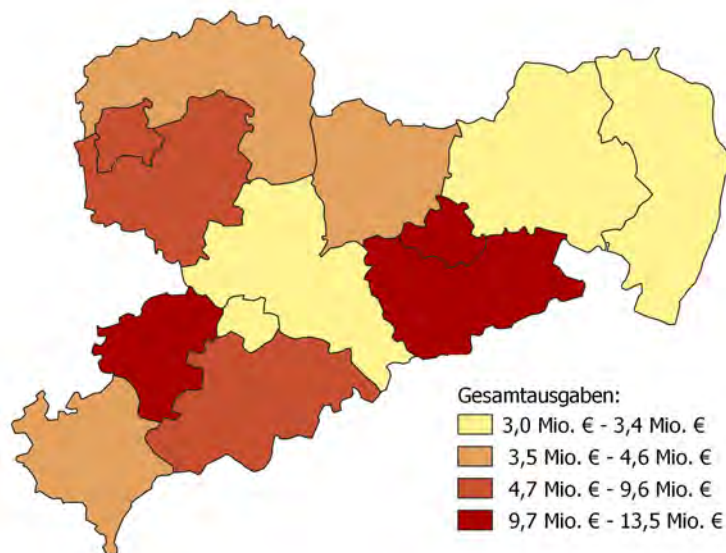 Gesamtausgaben:
3,0 Mio. € - 3,4 Mio. €
3,5 Mio. € - 4,6 Mio. €
4,7 Mio. € - 9,6 Mio. €
9,7 Mio. € - 13,5 Mio. €